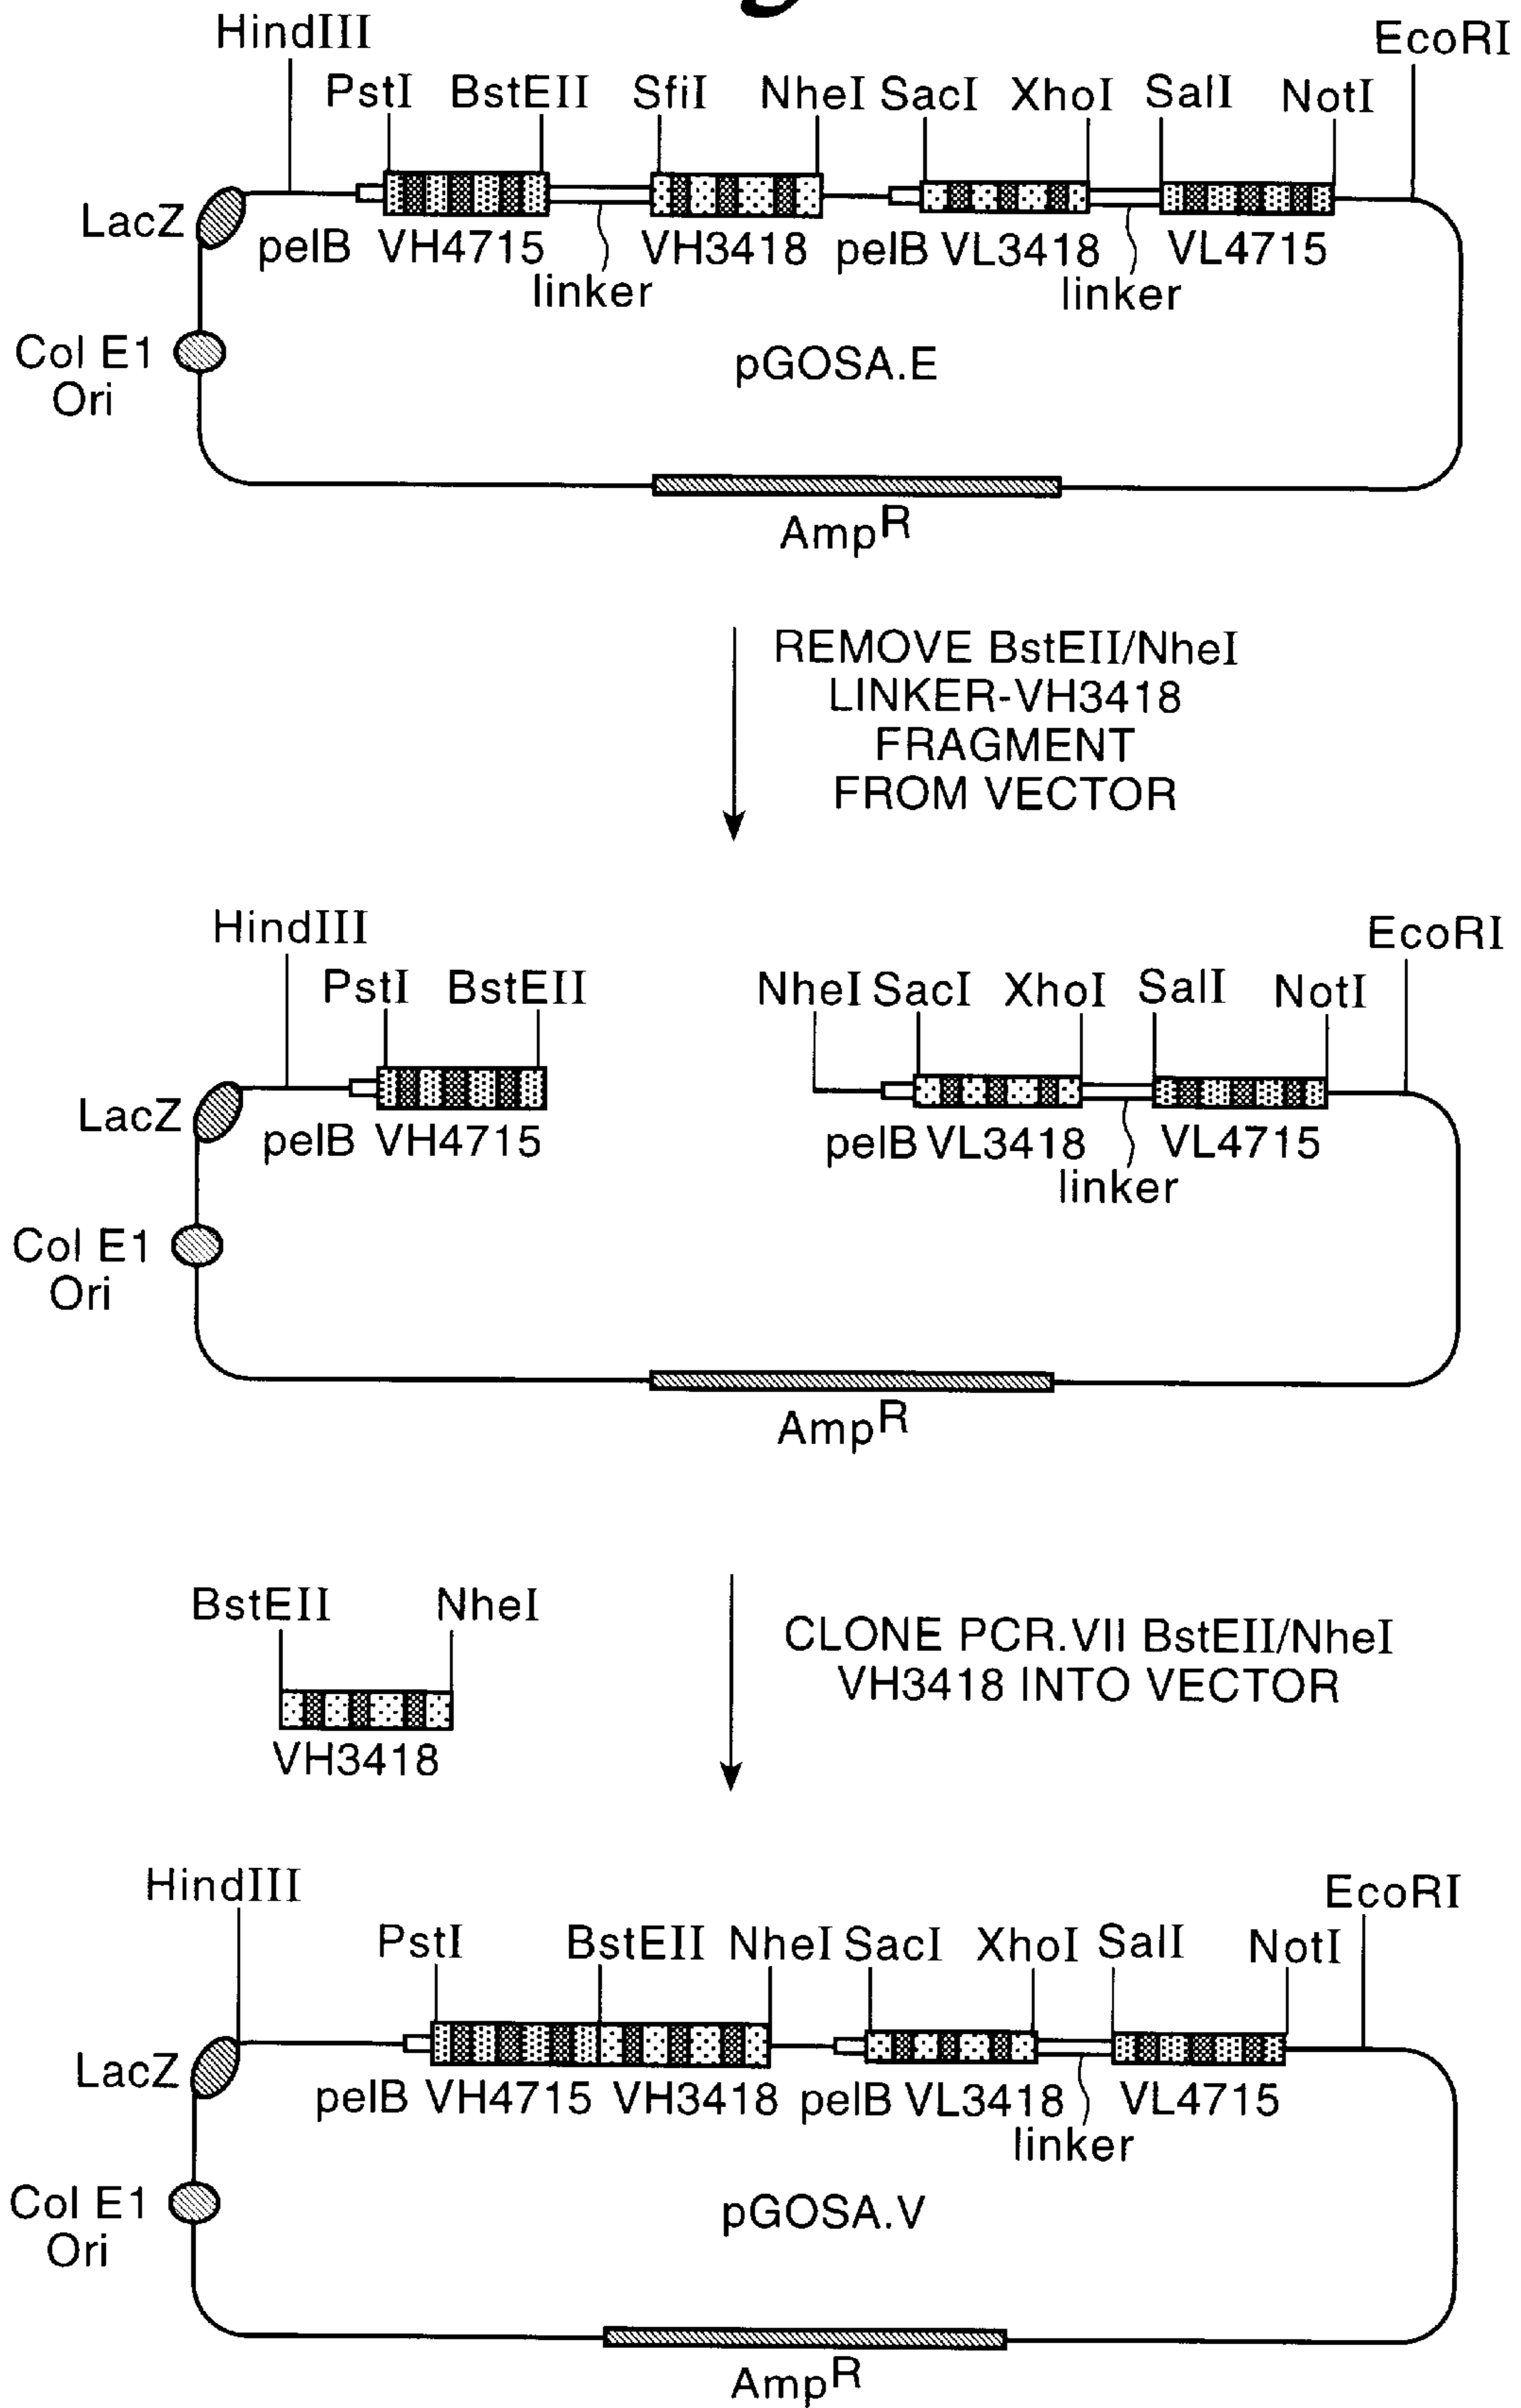 HindIII
EcoRI
PstI BstEII SfiI NheI SacI XhoI SalI NotI
LacZ
pelB VH4715 VH3418 pelB VL3418 VL4715
linker linker
Col E1
Ori
pGOSA.E
AmpR
REMOVE BstEII/NheI
LINKER-VH3418
FRAGMENT
FROM VECTOR
HindIII
EcoRI
PstI BstEII NheI SacI XhoI SalI NotI
LacZ
pelB VH4715 pelB VL3418 VL4715
linker
Col E1
Ori
AmpR
BstEII NheI
VH3418
CLONE PCR.VII BstEII/NheI
VH3418 INTO VECTOR
HindIII
EcoRI
PstI BstEII NheI SacI XhoI SalI NotI
LacZ
pelB VH4715 VH3418 pelB VL3418 VL4715
linker
Col E1
Ori
pGOSA.V
AmpR